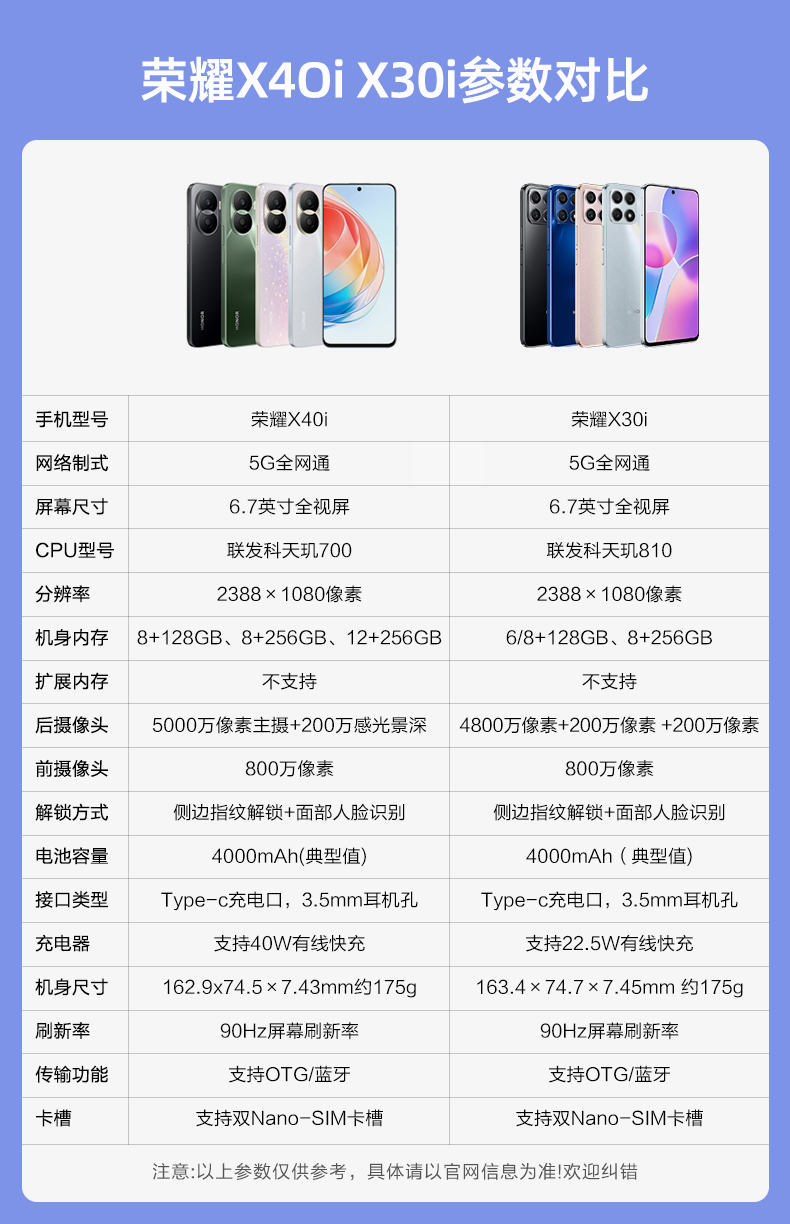 荣耀X40i X30i参数对比
HONOR
HONOR
手机型号 荣耀X40i 荣耀X30i
网络制式 5G全网通 5G全网通
屏幕尺寸 6.7英寸全视屏 6.7英寸全视屏
CPU型号 联发科天玑700 联发科天玑810
分辨率 2388×1080像素 2388×1080像素
机身内存 8+128GB、8+256GB、12+256GB 6/8+128GB、8+256GB
扩展内存 不支持 不支持
后摄像头 5000万像素主摄+200万感光景深 4800万像素+200万像素 +200万像素
前摄像头 800万像素 800万像素
解锁方式 侧边指纹解锁+面部人脸识别 侧边指纹解锁+面部人脸识别
电池容量 4000mAh(典型值) 4000mAh（典型值)
接口类型 Type-c充电口，3.5mm耳机孔 Type-c充电口，3.5mm耳机孔
充电器 支持40W有线快充 支持22.5W有线快充
机身尺寸 162.9x74.5×7.43mm约175g 163.4×74.7×7.45mm 约175g
刷新率 90Hz屏幕刷新率 90Hz屏幕刷新率
传输功能 支持OTG/蓝牙 支持OTG/蓝牙
卡槽 支持双Nano-SIM卡槽 支持双Nano-SIM卡槽
注意:以上参数仅供参考，具体请以官网信息为准!欢迎纠错